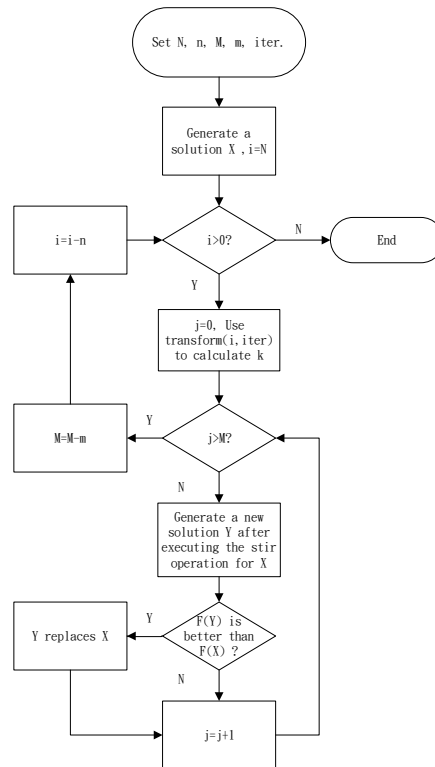 Set N, n, M, m, iter.
Generate a
solution X ,i=N
i=i-n
i>0?
N
End
Y
j=0, Use
transform(i,iter)
to calculate k
M=M-m
Y
j>M?
N
Generate a new
solution Y after
executing the stir
operation for X
Y replaces X
Y
F(Y) is
better than
F(X) ?
N
j=j+1